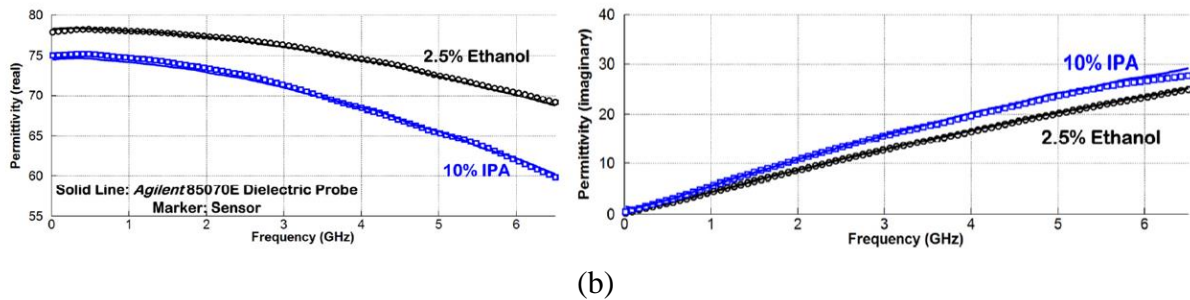 80
75
70
65
60
55
Permittivity (real)
2.5% Ethanol
10% IPA
Solid Line: Agilent 85070E Dielectric Probe
Marker: Sensor
0 1 2 3 4 5 6
Frequency (GHz)
40
30
20
10
0
Permittivity (imaginary)
10% IPA
2.5% Ethanol
0 1 2 3 4 5 6
Frequency (GHz)
(b)